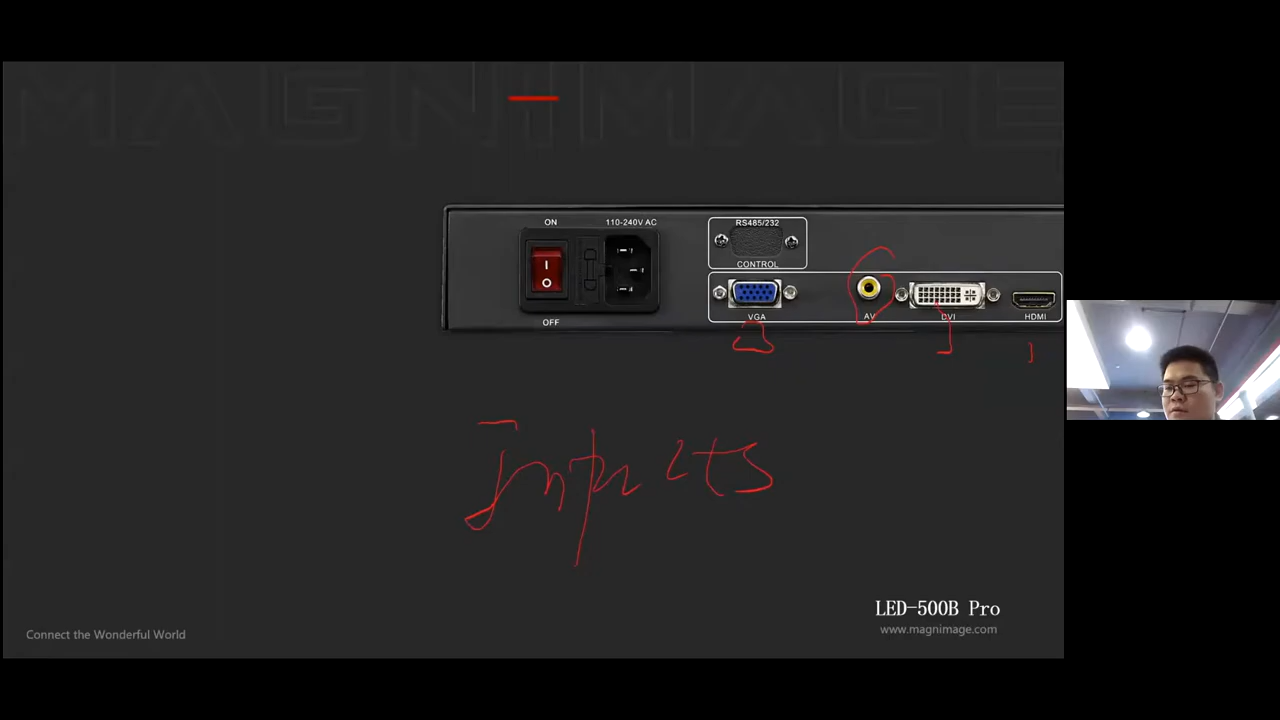 MAGNIMAGE
ON 110-240V AC
OFF
RS485/232
CONTROL
VGA AV DVI HDMI
Inputs
LED-500B Pro
www.magnimage.com
Connect the Wonderful World